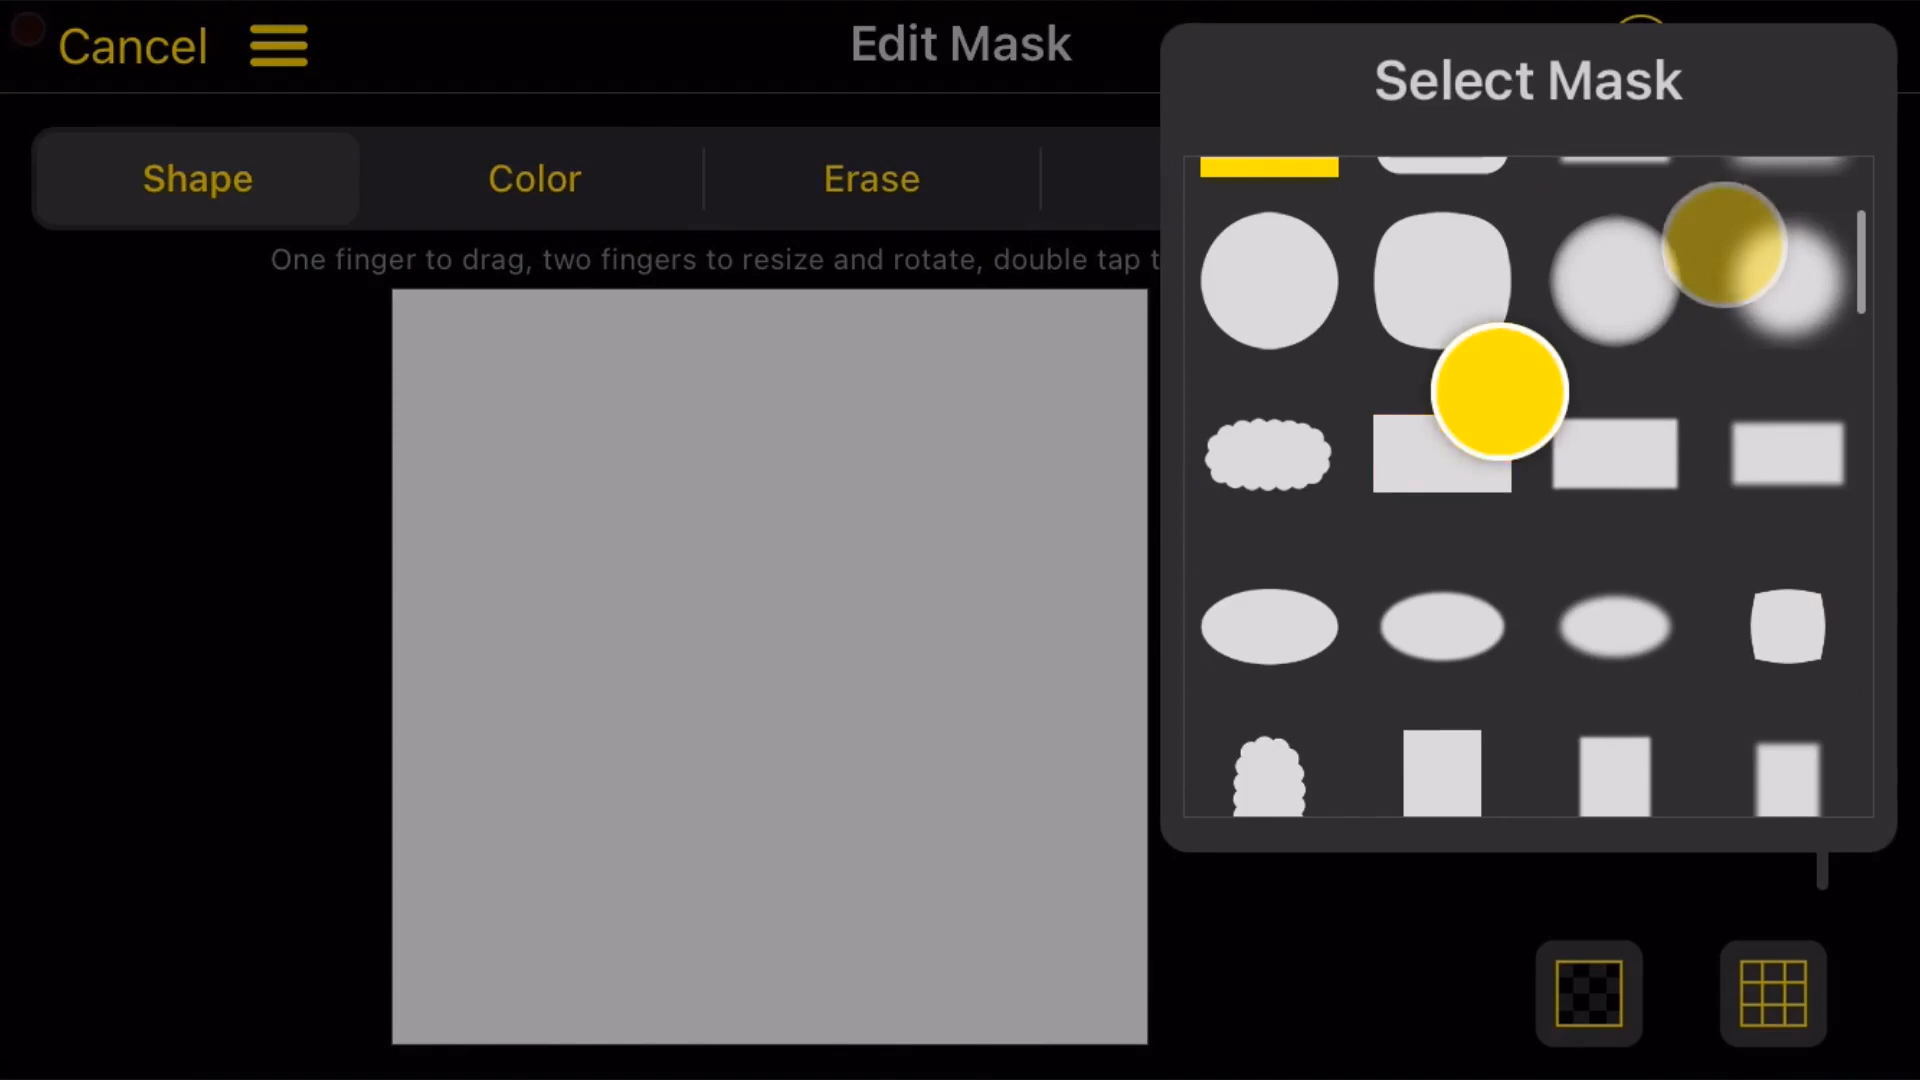 Cancel
Edit Mask
Select Mask
Shape
Color
Erase
One finger to drag, two fingers to resize and rotate, double tap t